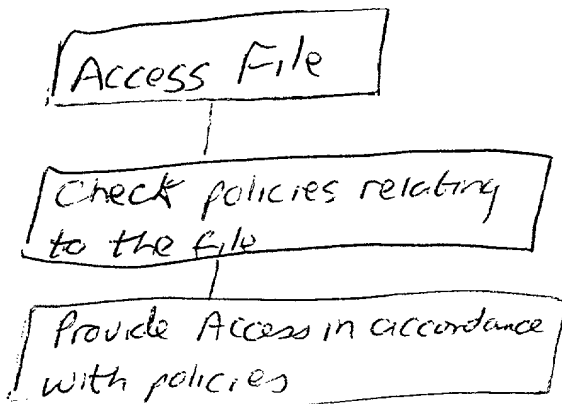 Access File
Check policies relating
to the file
Provide Access in accordance
with policies